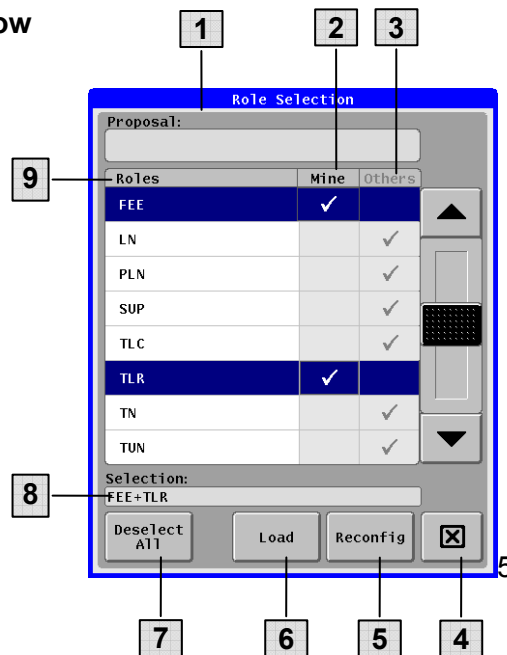 ow
1 2 3
Role Selection
Proposal:
9
Roles Mine Others
FEE
LN
PLN
SUP
TLC
TLR
TN
TUN
Selection:
8
FEE+TLR
Deselect
All
Load
Reconfig
5
7 6 5 4